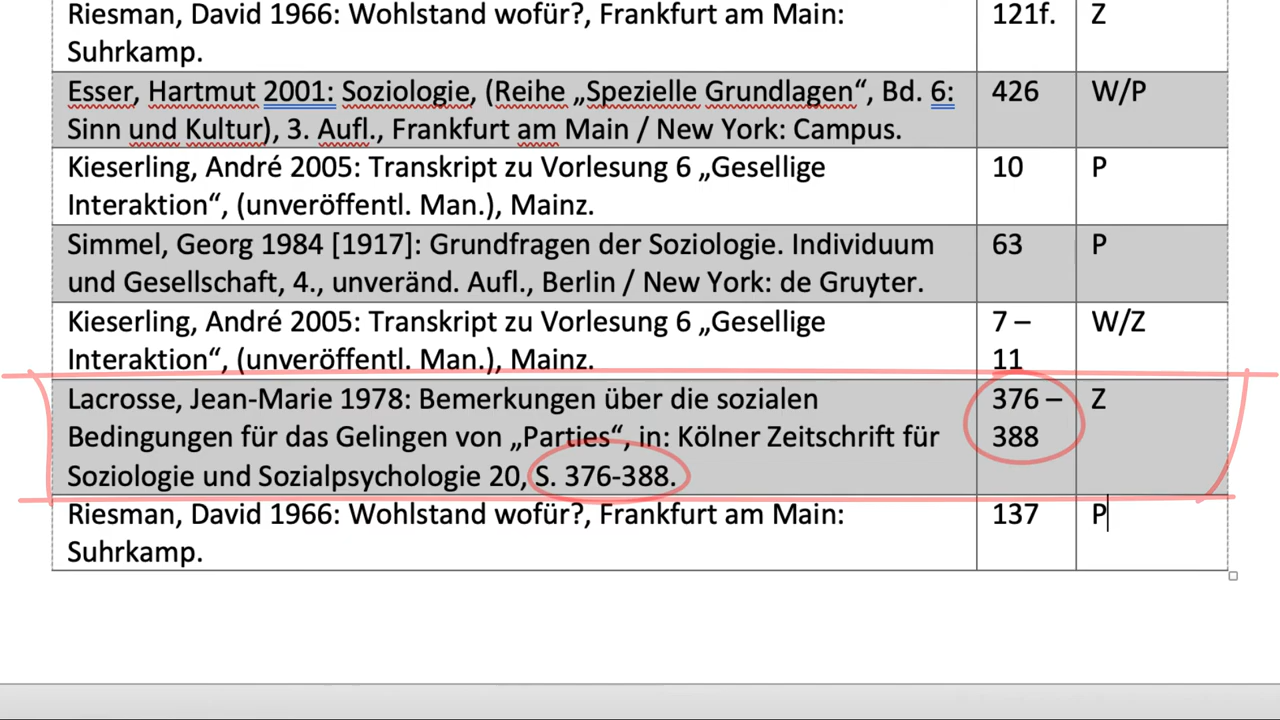 Riesman, David 1966: Wohlstand wofür?, Frankfurt am Main: 121f. Z
Suhrkamp.
Esser, Hartmut 2001: Soziologie, (Reihe „Spezielle Grundlagen“, Bd. 6: 426 W/P
Sinn und Kultur), 3. Aufl., Frankfurt am Main / New York: Campus.
Kieserling, André 2005: Transkript zu Vorlesung 6 „Gesellige 10 P
Interaktion“, (unveröffentl. Man.), Mainz.
Simmel, Georg 1984 [1917]: Grundfragen der Soziologie. Individuum 63 P
und Gesellschaft, 4., unveränd. Aufl., Berlin / New York: de Gruyter.
Kieserling, André 2005: Transkript zu Vorlesung 6 „Gesellige 7 – W/Z
Interaktion“, (unveröffentl. Man.), Mainz. 11
Lacrosse, Jean-Marie 1978: Bemerkungen über die sozialen 376 – Z
Bedingungen für das Gelingen von „Parties“, in: Kölner Zeitschrift für 388
Soziologie und Sozialpsychologie 20, S. 376-388.
Riesman, David 1966: Wohlstand wofür?, Frankfurt am Main: 137 P
Suhrkamp.